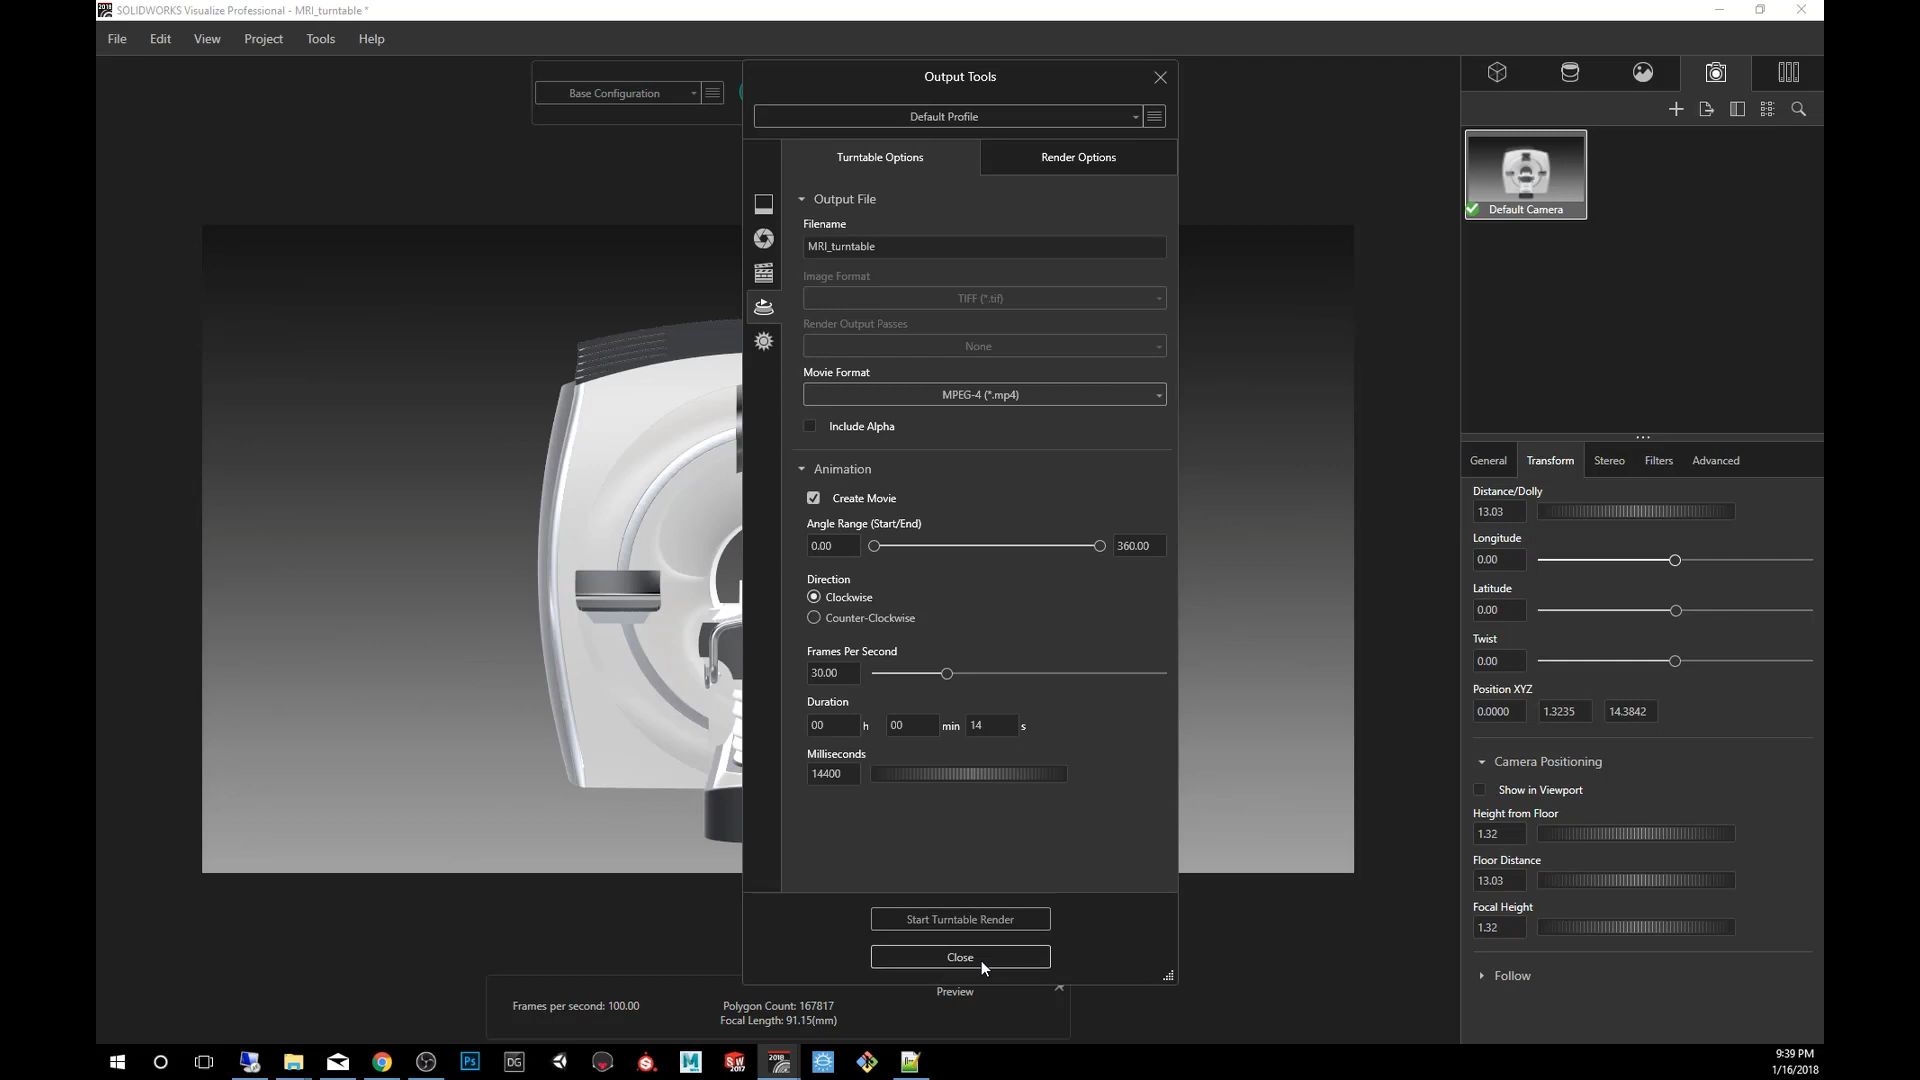 SOLIDWORKS Visualize Professional - MRI_turntable *
File Edit View Project Tools Help
Base Configuration
Output Tools
Default Profile
Turntable Options Render Options
Output File
Filename
MRI_turntable
Image Format
TIFF (*.tif)
Render Output Passes
None
Movie Format
MPEG-4 (*.mp4)
Include Alpha
Animation
Create Movie
Angle Range (Start/End)
0.00 360.00
Direction
Clockwise
Counter-Clockwise
Frames Per Second
30.00
Duration
00 h 00 min 14 s
Milliseconds
14400
Start Turntable Render
Close
Preview
Frames per second: 100.00
Polygon Count: 167817
Focal Length: 91.15(mm)
Default Camera
General Transform Stereo Filters Advanced
Distance/Dolly
13.03
Longitude
0.00
Latitude
0.00
Twist
0.00
Position XYZ
0.0000 1.3235 14.3842
Camera Positioning
Show in Viewport
Height from Floor
1.32
Floor Distance
13.03
Focal Height
1.32
Follow
Ps
DG
M
SW
2017
2018
9:39 PM
1/16/2018